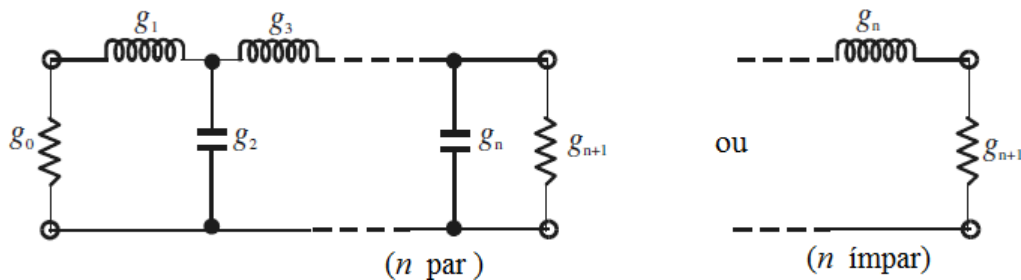 g₁ g₃ gₙ
g₀ g₂ gₙ gₙ₊₁ ou gₙ₊₁
(n par ) (n ímpar)